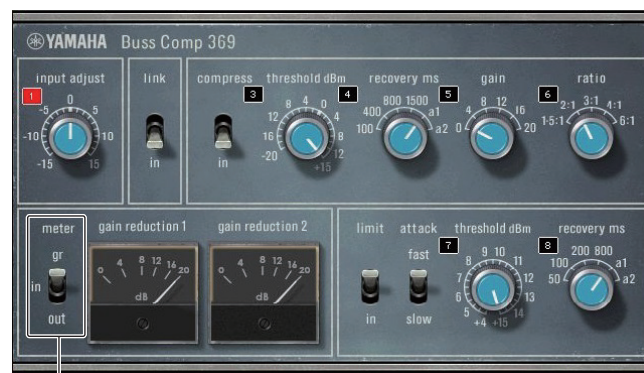 YAMAHA Buss Comp 369
input adjust
1
-15 -10 -5 0 5 10 15
link
in
compress
in
3
threshold dBm
4
-20 16 12 8 4 0 4 8 12 +15
recovery ms
5
100 400 800 1500 a1 a2
gain
6
0 4 8 12 16 20
ratio
1·5:1 2:1 3:1 4:1 6:1
meter
gr
in
out
gain reduction 1
0 4 8 12 16 20
dB
gain reduction 2
0 4 8 12 16 20
dB
limit
in
attack
fast
slow
7
threshold dBm
8
+4 5 6 7 8 9 10 11 12 13 14 +15
recovery ms
50 100 200 800 a1 a2